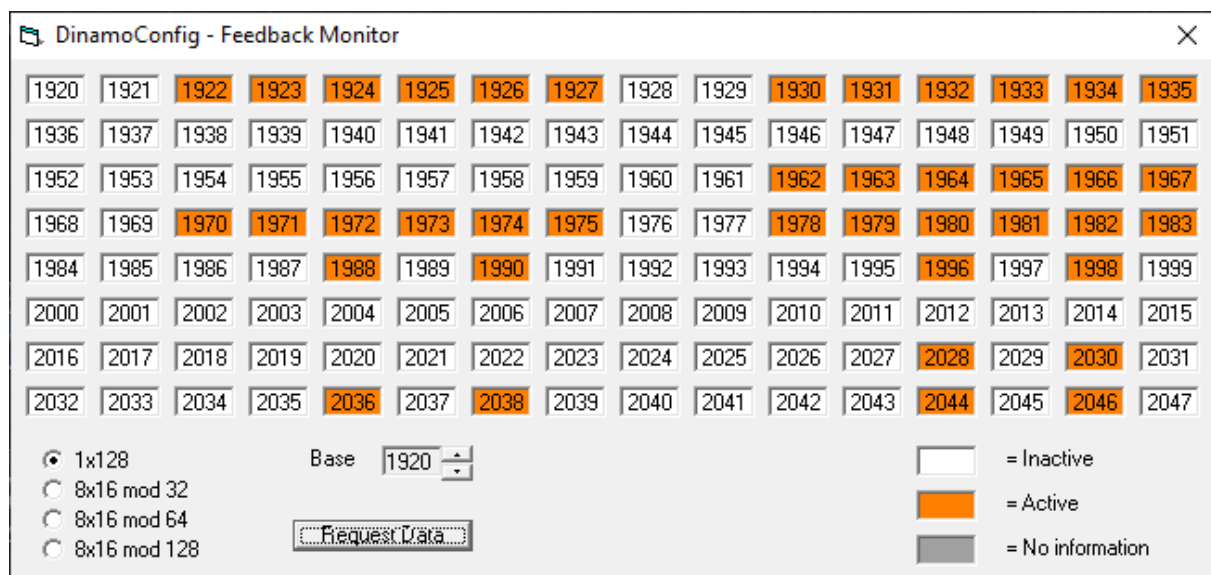 DinamoConfig - Feedback Monitor
1920 1921 1922 1923 1924 1925 1926 1927 1928 1929 1930 1931 1932 1933 1934 1935
1936 1937 1938 1939 1940 1941 1942 1943 1944 1945 1946 1947 1948 1949 1950 1951
1952 1953 1954 1955 1956 1957 1958 1959 1960 1961 1962 1963 1964 1965 1966 1967
1968 1969 1970 1971 1972 1973 1974 1975 1976 1977 1978 1979 1980 1981 1982 1983
1984 1985 1986 1987 1988 1989 1990 1991 1992 1993 1994 1995 1996 1997 1998 1999
2000 2001 2002 2003 2004 2005 2006 2007 2008 2009 2010 2011 2012 2013 2014 2015
2016 2017 2018 2019 2020 2021 2022 2023 2024 2025 2026 2027 2028 2029 2030 2031
2032 2033 2034 2035 2036 2037 2038 2039 2040 2041 2042 2043 2044 2045 2046 2047
1x128 Base 1920 = Inactive
8x16 mod 32
8x16 mod 64 = Active
Request Data
8x16 mod 128 = No information